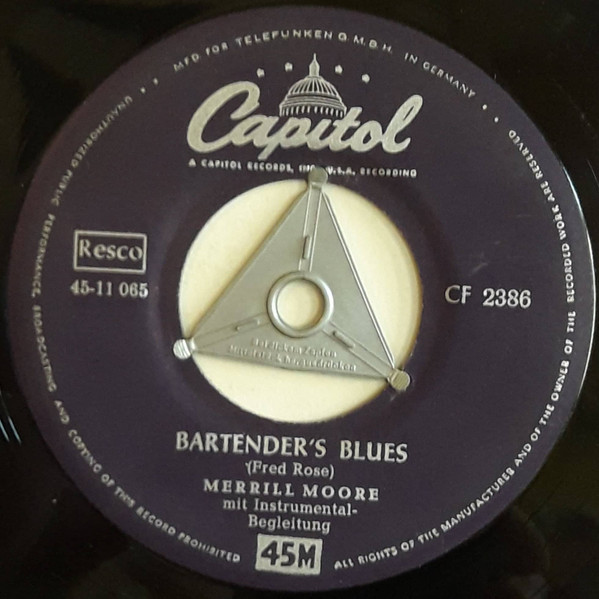 MFD FOR TELEFUNKEN G.M.B.H. IN GERMANY
Capitol
A CAPITOL RECORDS, INC. U.S.A. RECORDING
Resco
45-11 065
CF 2386
BARTENDER'S BLUES
(Fred Rose)
MERRILL MOORE
mit Instrumental-
Begleitung
45M
ALL RIGHTS OF THE MANUFACTURER AND OF THE OWNER OF THE RECORDED WORK ARE RESERVED
UNAUTHORIZED PUBLIC PERFORMANCE, BROADCASTING AND COPYING OF THIS RECORD PROHIBITED